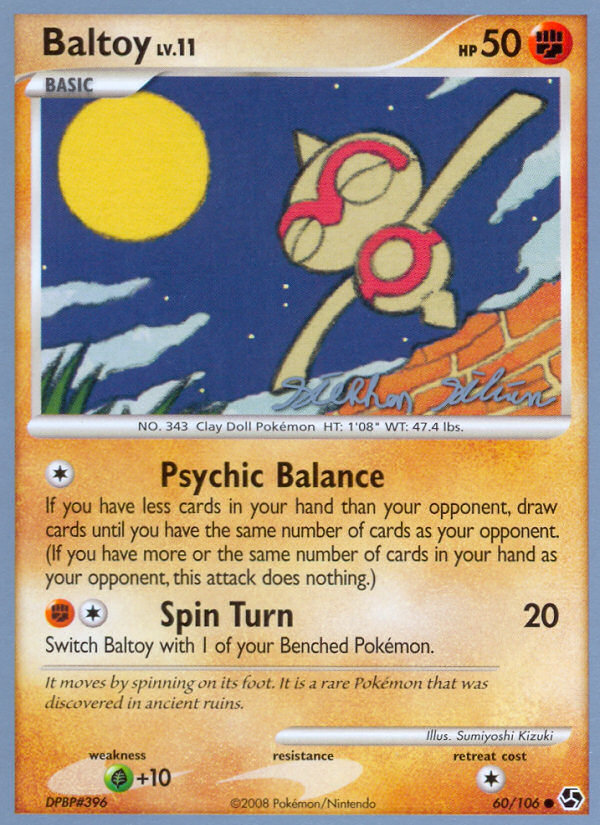 Baltoy LV.11
HP 50
BASIC
Stephen Silvestro
NO. 343 Clay Doll Pokémon HT: 1'08" WT: 47.4 lbs.
Psychic Balance
If you have less cards in your hand than your opponent, draw
cards until you have the same number of cards as your opponent.
(If you have more or the same number of cards in your hand as
your opponent, this attack does nothing.)
Spin Turn 20
Switch Baltoy with 1 of your Benched Pokémon.
It moves by spinning on its foot. It is a rare Pokémon that was
discovered in ancient ruins.
Illus. Sumiyoshi Kizuki
weakness resistance retreat cost
+10
DPBP#396 ©2008 Pokémon/Nintendo 60/106